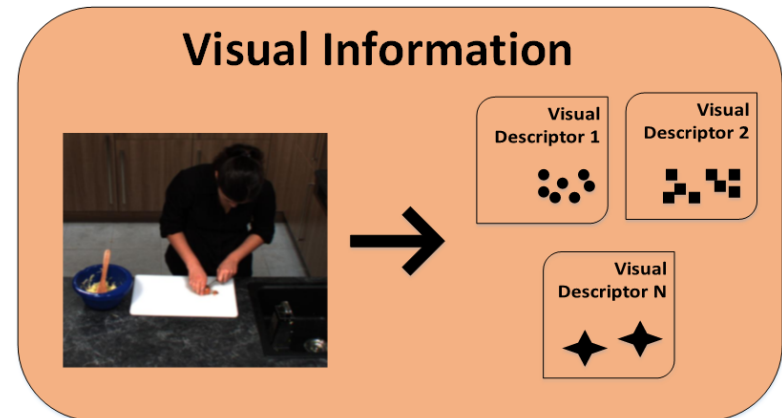 Visual Information
Visual
Descriptor 1
Visual
Descriptor 2
Visual
Descriptor N